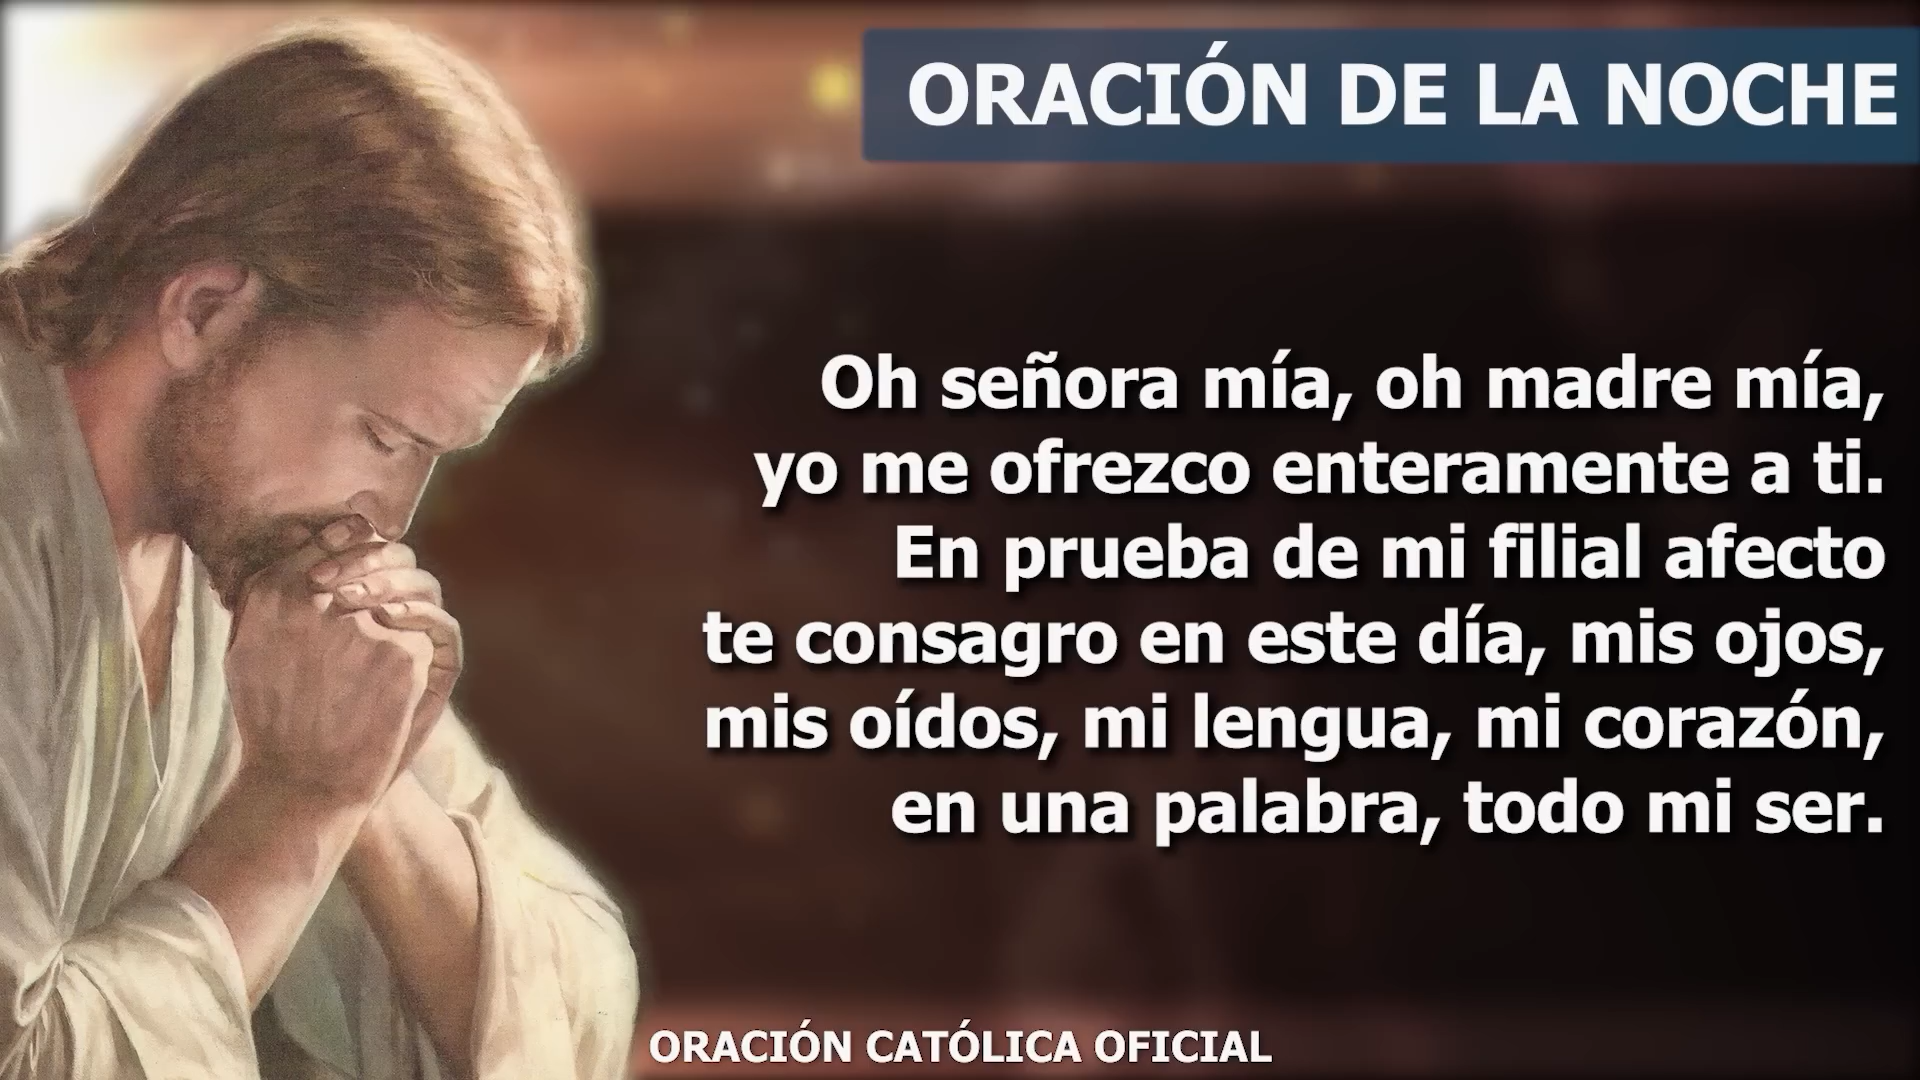 ORACIÓN DE LA NOCHE
Oh señora mía, oh madre mía,
yo me ofrezco enteramente a ti.
En prueba de mi filial afecto
te consagro en este día, mis ojos,
mis oídos, mi lengua, mi corazón,
en una palabra, todo mi ser.
ORACIÓN CATÓLICA OFICIAL